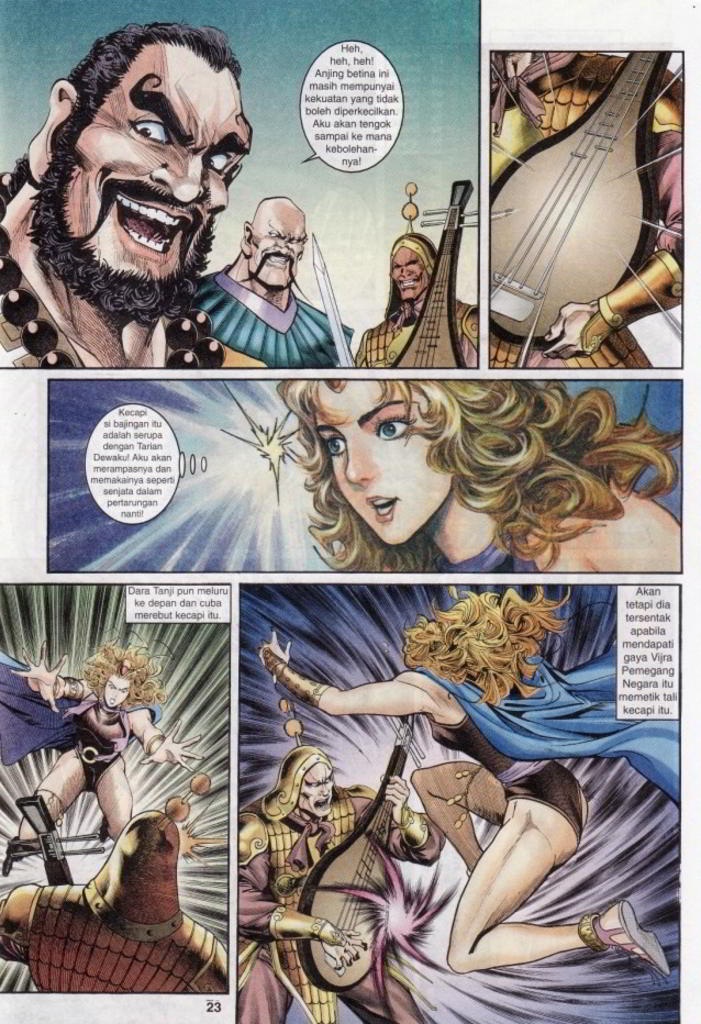 Heh,
heh, heh!
Anjing betina ini
masih mempunyai
kekuatan yang tidak
boleh diperkecilkan.
Aku akan tengok
sampai ke mana
kebolehan-
nya!
Kecapi
si bajingan itu
adalah serupa
dengan Tarian
Dewaku! Aku akan
merampasnya dan
memakainya seperti
senjata dalam
pertarungan
nanti!
Dara Tanji pun meluru
ke depan dan cuba
merebut kecapi itu.
Akan
tetapi dia
tersentak
apabila
mendapati
gaya Vijra
Pemegang
Negara itu
memetik tali
kecapi itu.
23